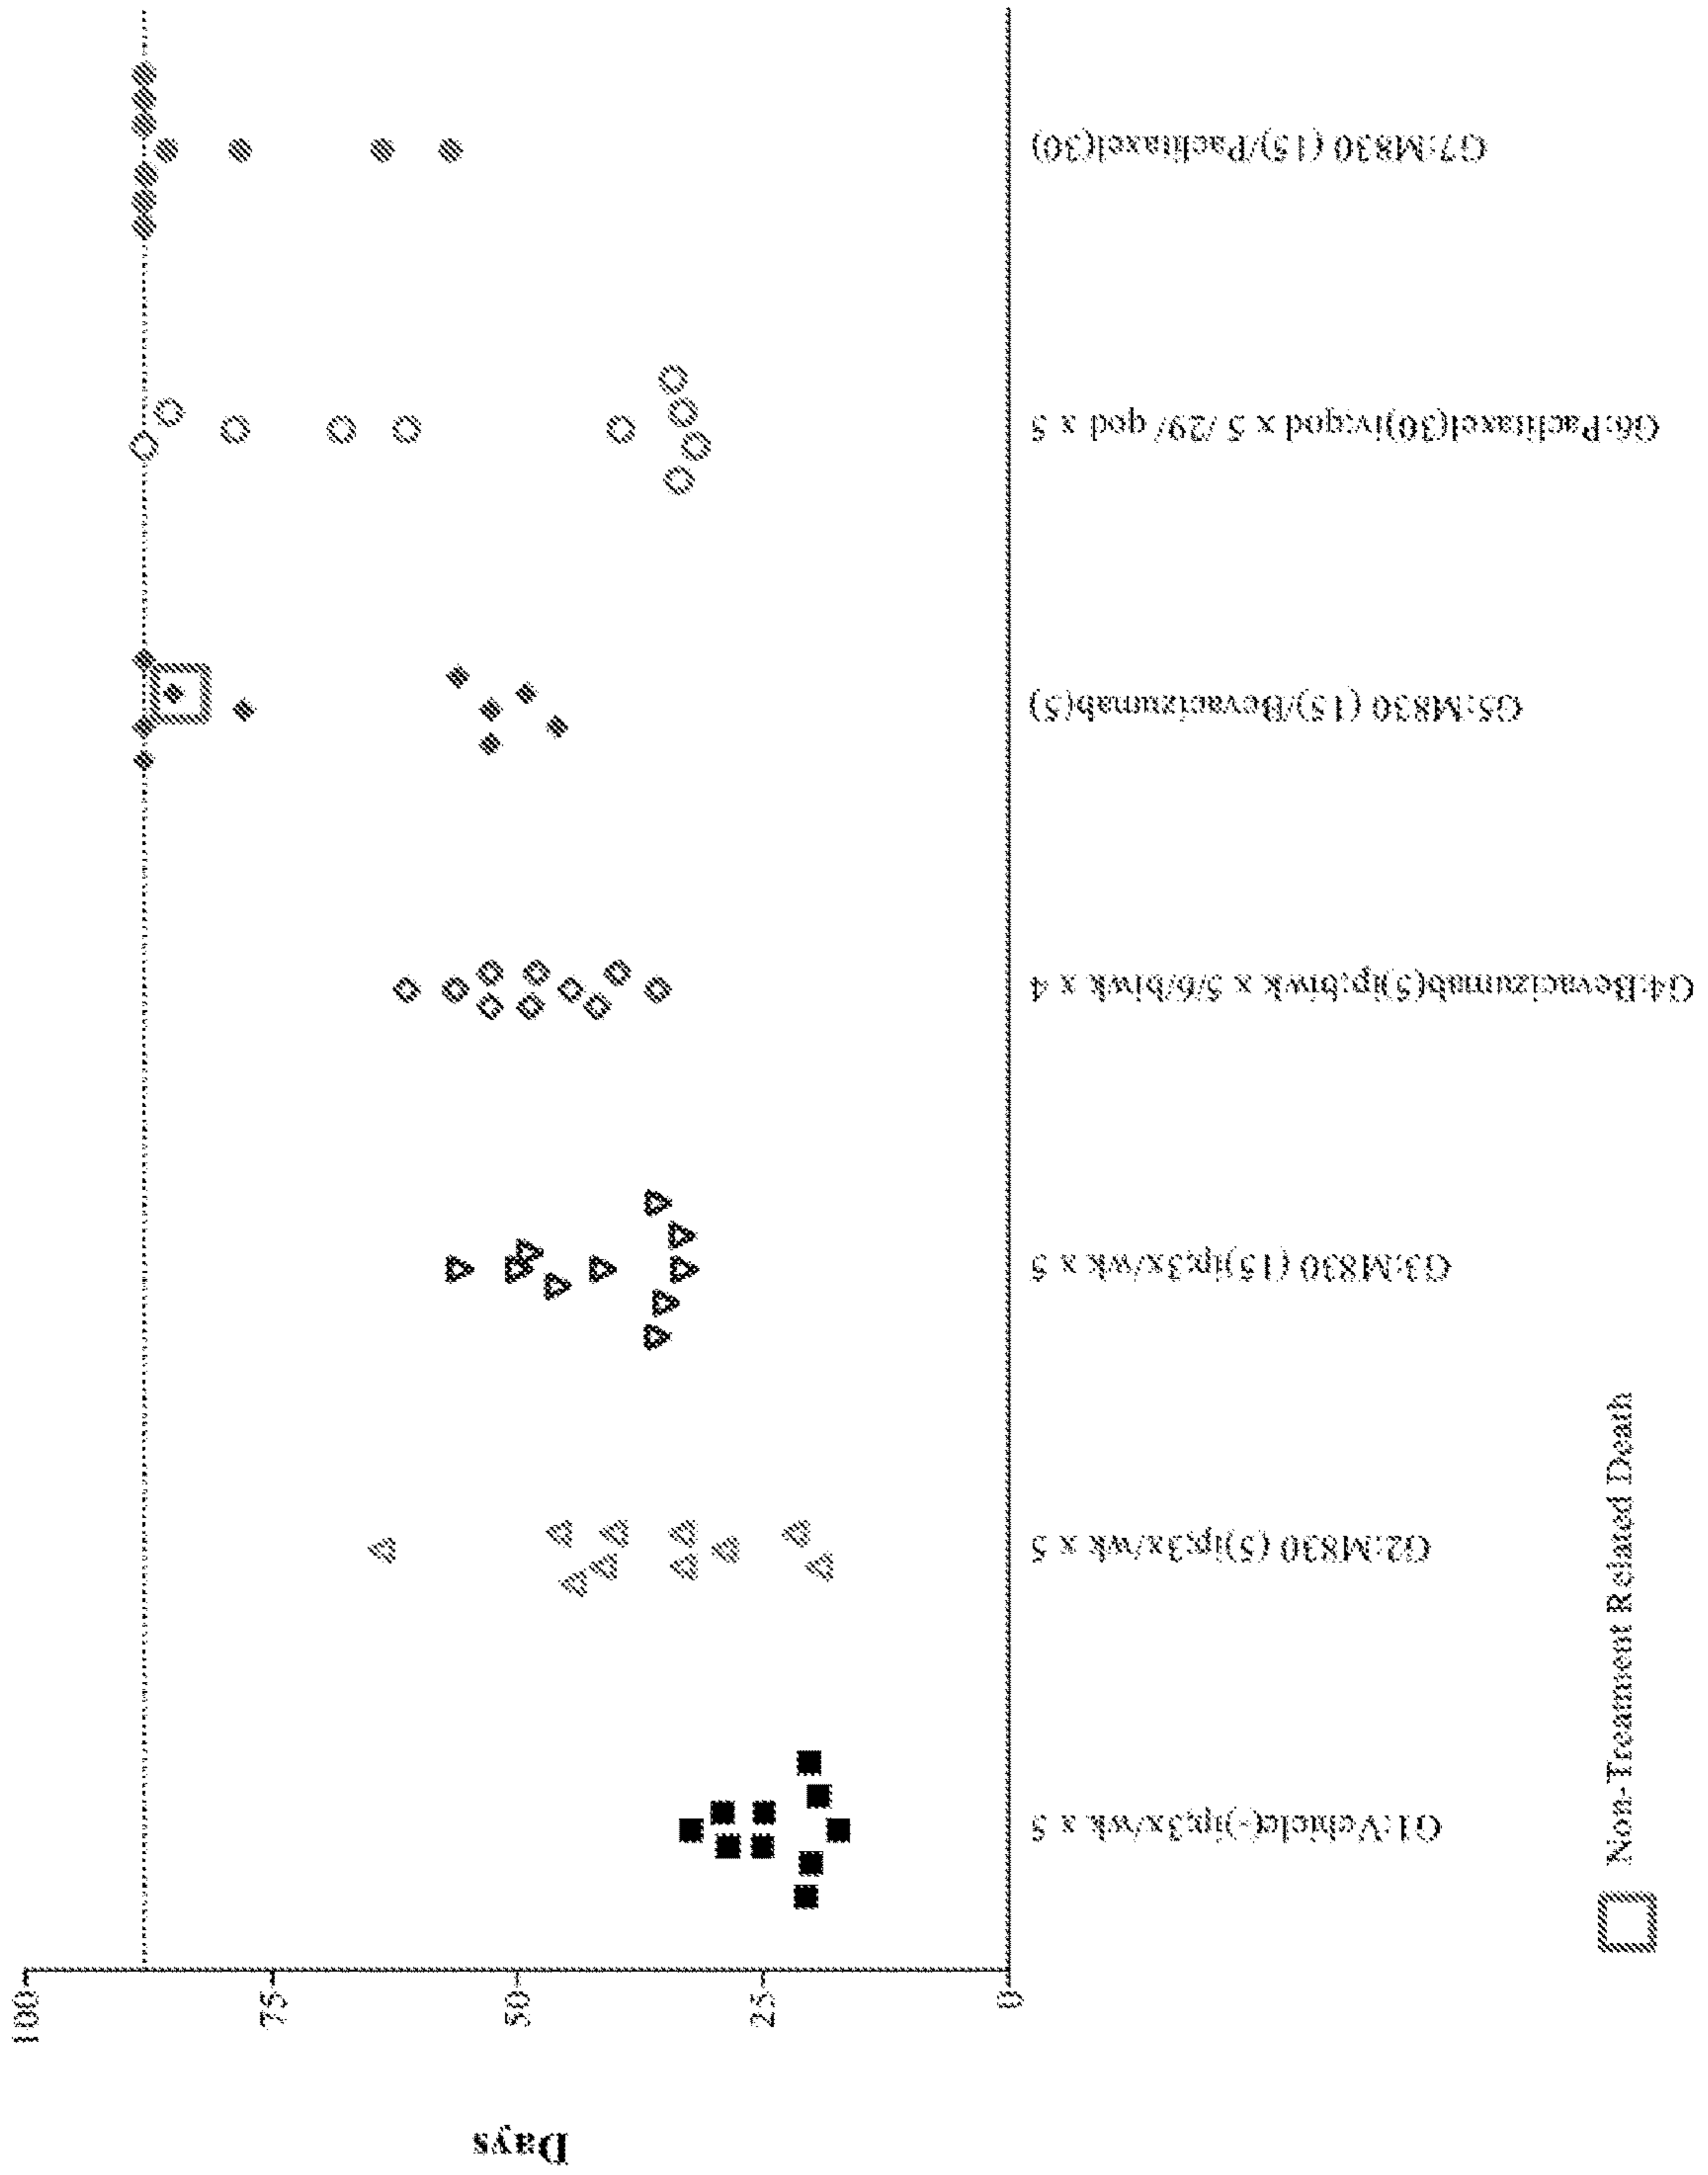 Days
100
75
50
25
0
G1:Vehicle(-)ip;3x/wk x 5
G2:M830 (5)ip;3x/wk x 5
G3:M830 (15)ip;3x/wk x 5
G4:Bevacizumab(5)ip;biwk x 5/6/biwk x 4
G5:M830 (15)/Bevacizumab(5)
G6:Paclitaxel(30)iv;qod x 5 /29/ qod x 5
G7:M830 (15)/Paclitaxel(30)
Non-Treament Related Death